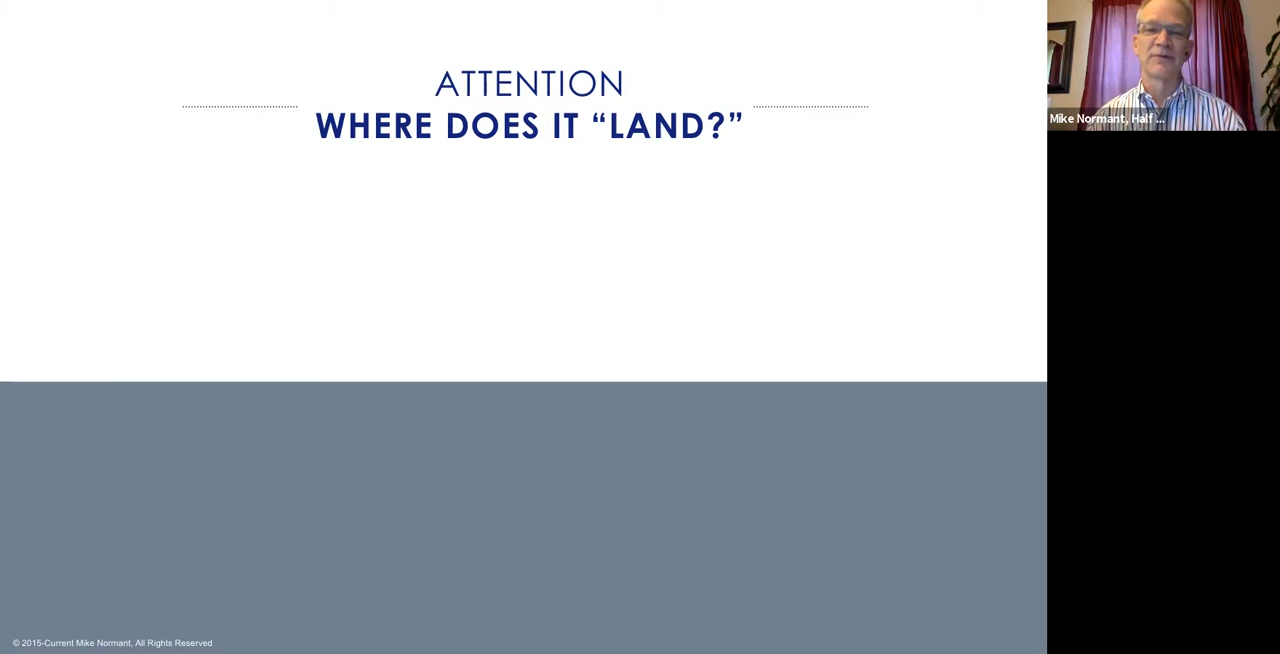 ATTENTION
WHERE DOES IT “LAND?”
Mike Normant, Half ...
© 2015-Current Mike Normant, All Rights Reserved